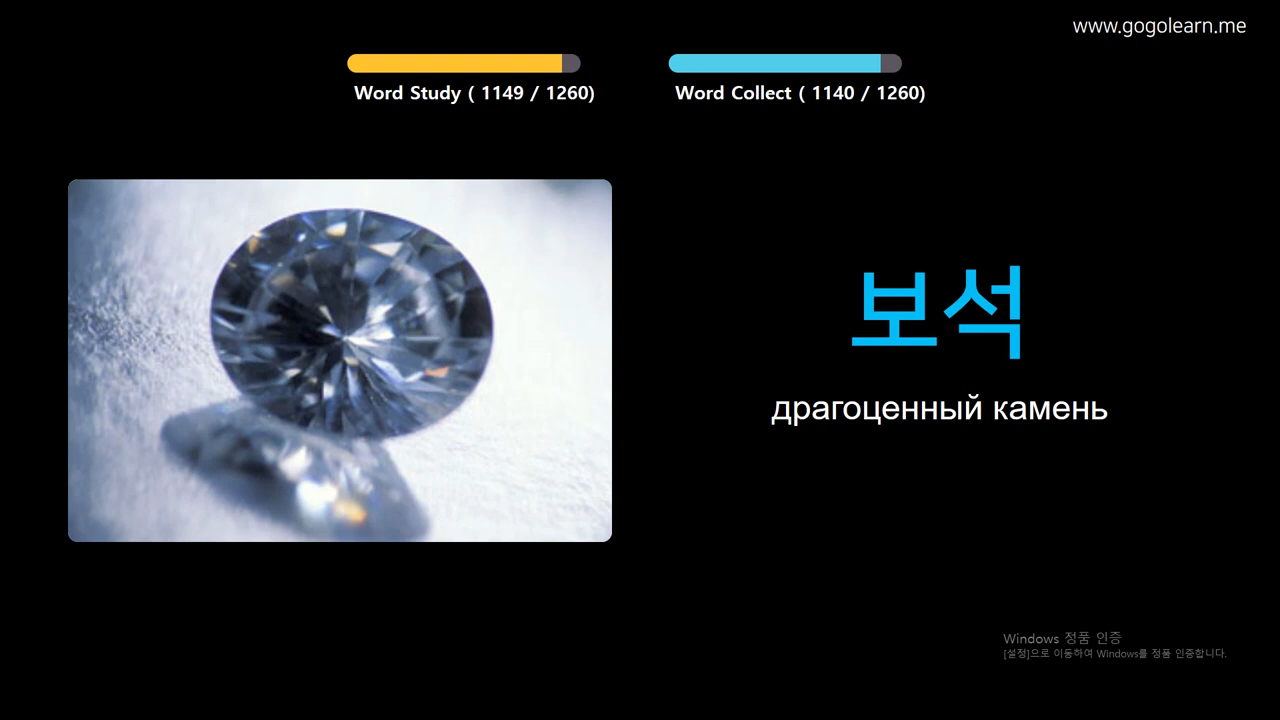 www.gogolearn.me
Word Study ( 1149 / 1260)
Word Collect ( 1140 / 1260)
보석
драгоценный камень
Windows 정품 인증
[설정]으로 이동하여 Windows를 정품 인증합니다.